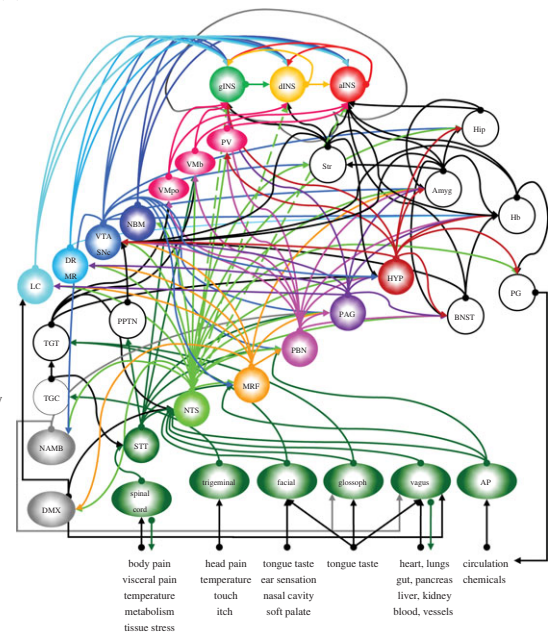 gINS dINS aINS
PV
Hip
VMb
Str
VMpo
Amyg
NBM
Hb
VTA
SNc
DR
MR
HYP
LC
PG
PAG
BNST
PPTN
TGT
PBN
MRF
TGC
NTS
NAMB
STT
trigeminal facial glossoph vagus AP
spinal
cord
DMX
body pain
visceral pain
temperature
metabolism
tissue stress
head pain
temperature
touch
itch
tongue taste
ear sensation
nasal cavity
soft palate
tongue taste
heart, lungs
gut, pancreas
liver, kidney
blood, vessels
circulation
chemicals